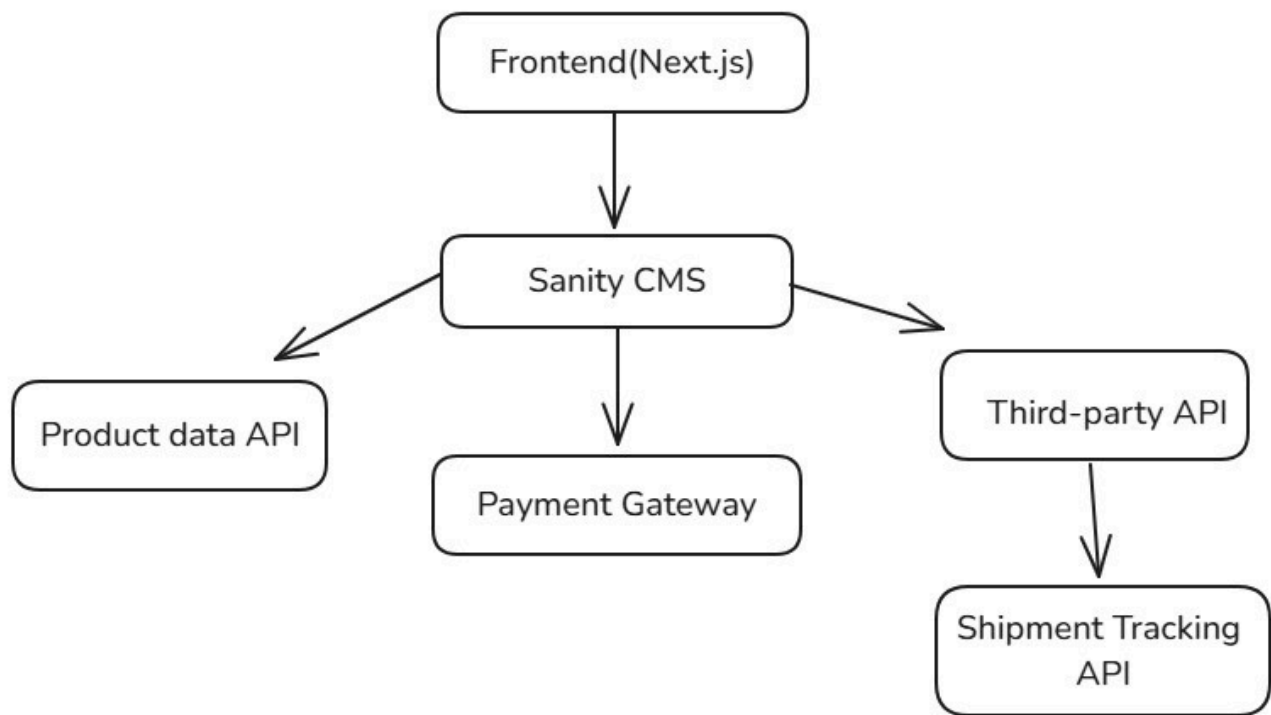 Frontend(Next.js)
Sanity CMS
Product data API
Payment Gateway
Third-party API
Shipment Tracking
API